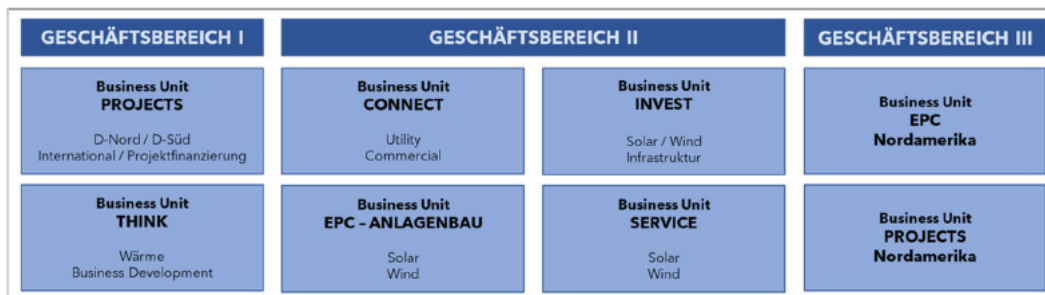 GESCHÄFTSBEREICH I
GESCHÄFTSBEREICH II
GESCHÄFTSBEREICH III
Business Unit
PROJECTS
D-Nord / D-Süd
International / Projektfinanzierung
Business Unit
CONNECT
Utility
Commercial
Business Unit
INVEST
Solar / Wind
Infrastruktur
Business Unit
EPC
Nordamerika
Business Unit
THINK
Wärme
Business Development
Business Unit
EPC – ANLAGENBAU
Solar
Wind
Business Unit
SERVICE
Solar
Wind
Business Unit
PROJECTS
Nordamerika